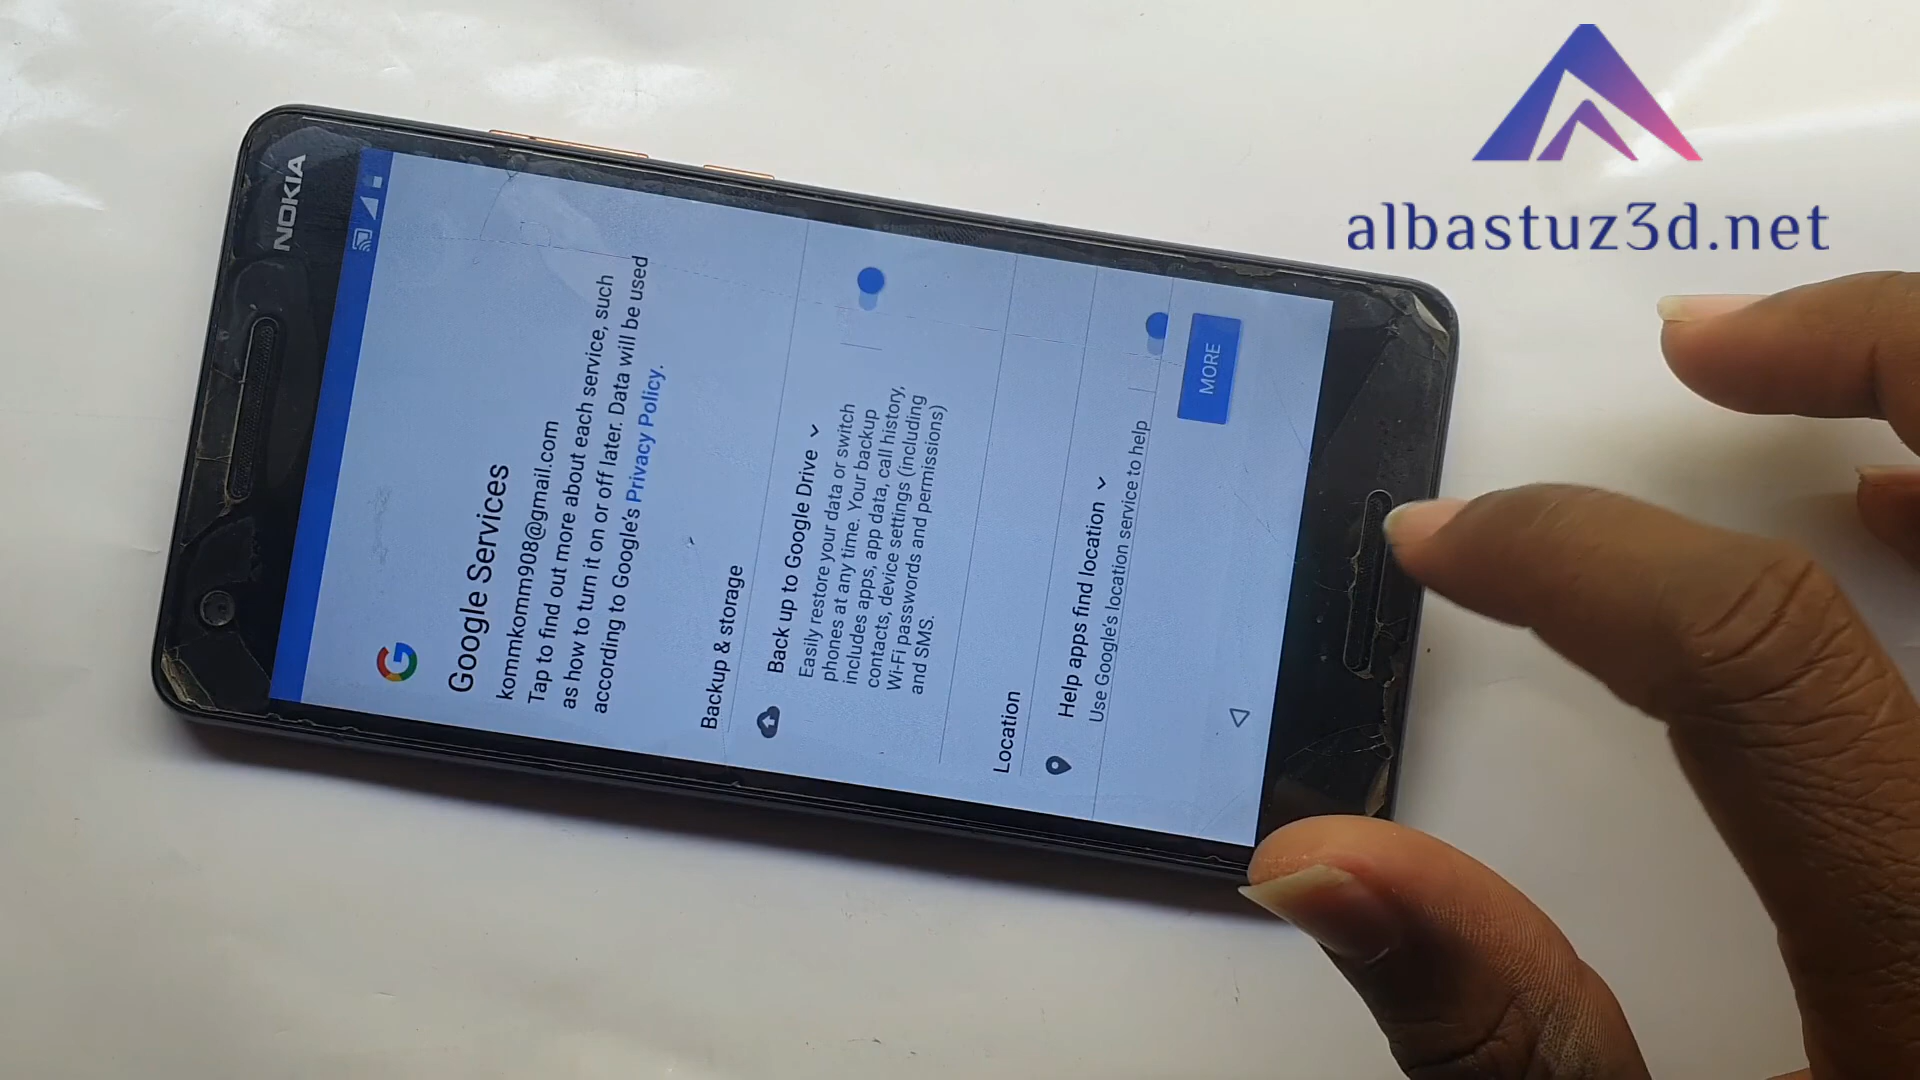 albastuz3d.net
NOKIA
Google Services
kommkomm908@gmail.com
Tap to find out more about each service, such
as how to turn it on or off later. Data will be used
according to Google's Privacy Policy.
Backup & storage
Back up to Google Drive
Easily restore your data or switch
phones at any time. Your backup
includes apps, app data, call history,
contacts, device settings (including
Wi-Fi passwords and permissions)
and SMS.
Location
Help apps find location
Use Google's location service to help
MORE